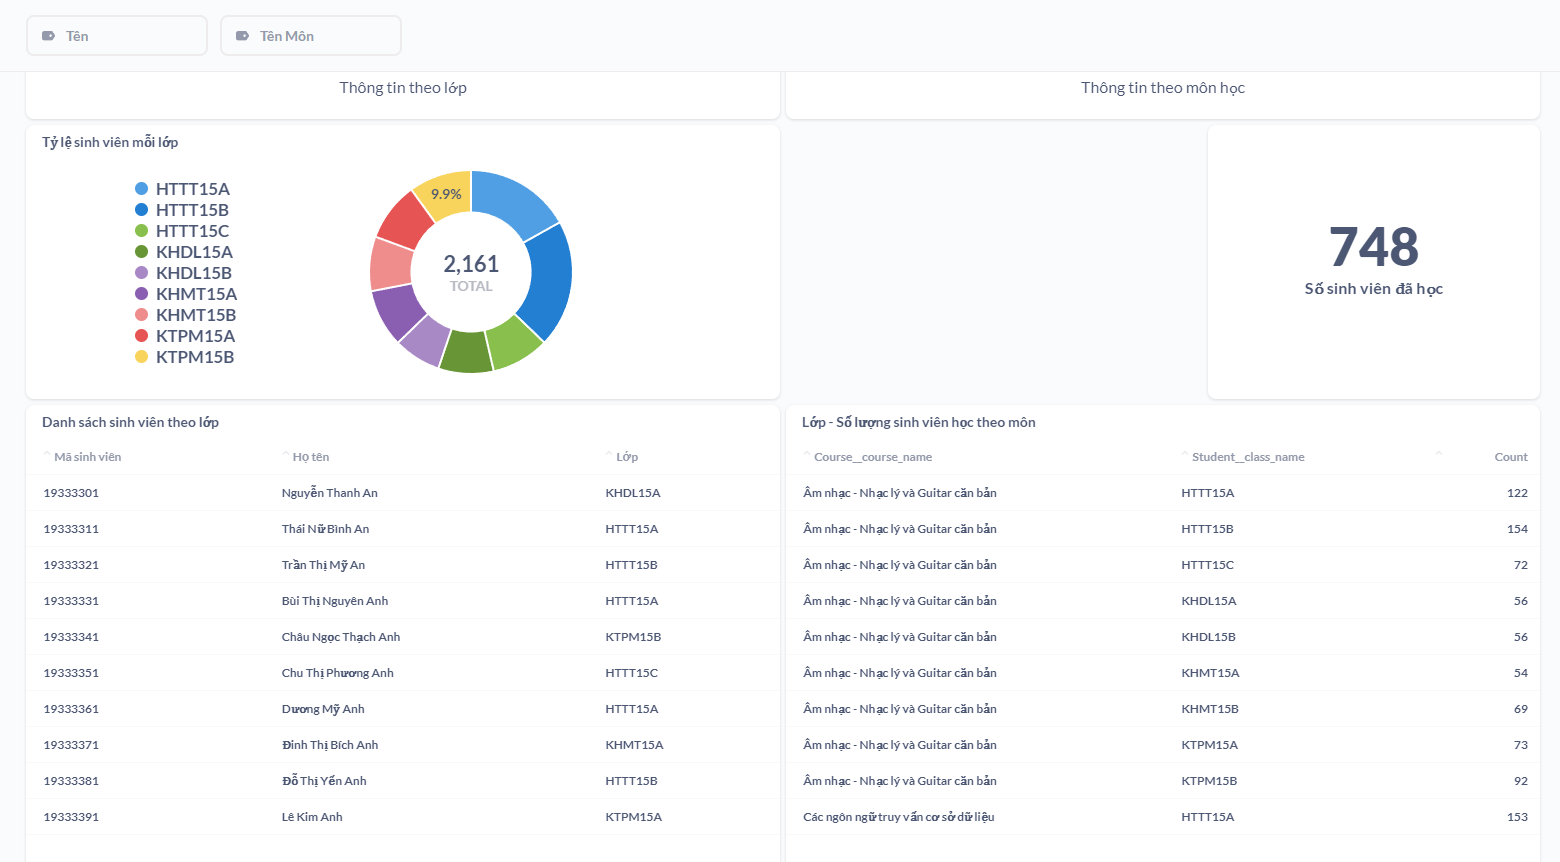 Tên
Tên Môn
Thông tin theo lớp
Thông tin theo môn học
Tỷ lệ sinh viên mỗi lớp
HTTT15A
HTTT15B
HTTT15C
KHDL15A
KHDL15B
KHMT15A
KHMT15B
KTPM15A
KTPM15B
9.9%
2,161
TOTAL
748
Số sinh viên đã học
Danh sách sinh viên theo lớp
Mã sinh viên Họ tên Lớp
19333301 Nguyễn Thanh An KHDL15A
19333311 Thái Nữ Bình An HTTT15A
19333321 Trần Thị Mỹ An HTTT15B
19333331 Bùi Thị Nguyên Anh HTTT15A
19333341 Châu Ngọc Thạch Anh KTPM15B
19333351 Chu Thị Phương Anh HTTT15C
19333361 Dương Mỹ Anh HTTT15A
19333371 Đinh Thị Bích Anh KHMT15A
19333381 Đỗ Thị Yến Anh HTTT15B
19333391 Lê Kim Anh KTPM15A
Lớp - Số lượng sinh viên học theo môn
Course__course_name Student__class_name Count
Âm nhạc - Nhạc lý và Guitar căn bản HTTT15A 122
Âm nhạc - Nhạc lý và Guitar căn bản HTTT15B 154
Âm nhạc - Nhạc lý và Guitar căn bản HTTT15C 72
Âm nhạc - Nhạc lý và Guitar căn bản KHDL15A 56
Âm nhạc - Nhạc lý và Guitar căn bản KHDL15B 56
Âm nhạc - Nhạc lý và Guitar căn bản KHMT15A 54
Âm nhạc - Nhạc lý và Guitar căn bản KHMT15B 69
Âm nhạc - Nhạc lý và Guitar căn bản KTPM15A 73
Âm nhạc - Nhạc lý và Guitar căn bản KTPM15B 92
Các ngôn ngữ truy vấn cơ sở dữ liệu HTTT15A 153